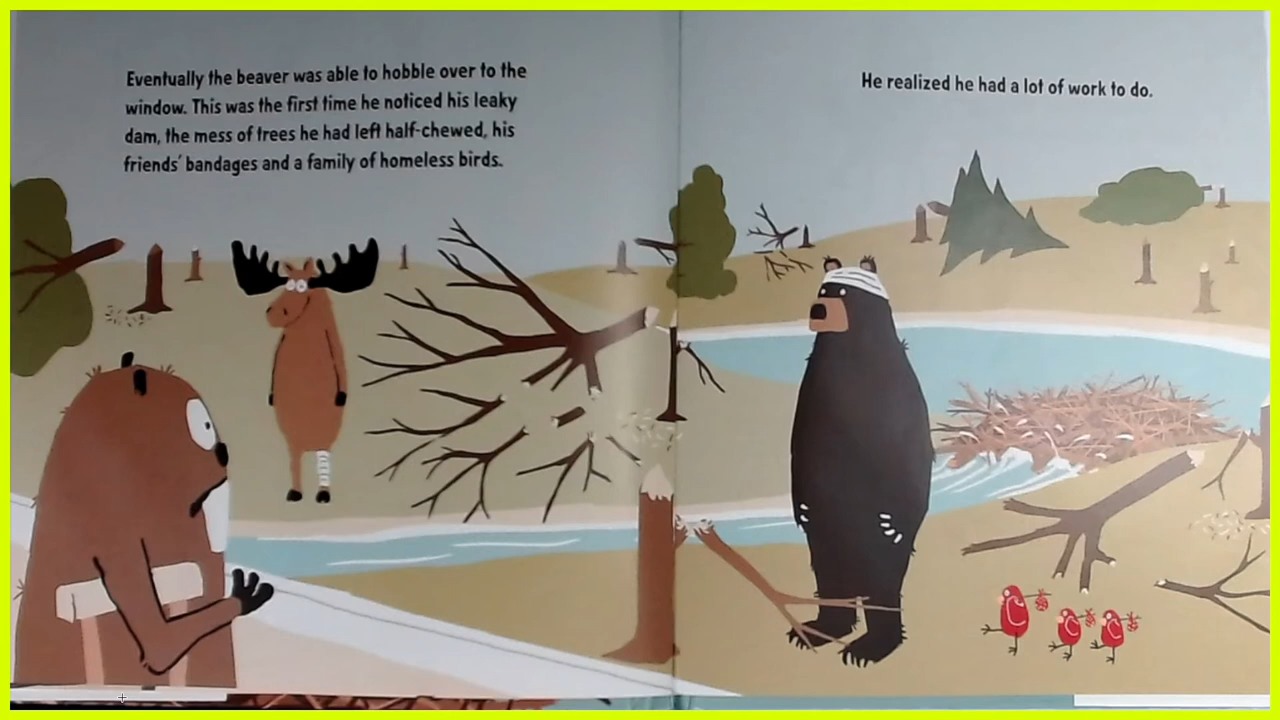 Eventually the beaver was able to hobble over to the
window. This was the first time he noticed his leaky
dam, the mess of trees he had left half-chewed, his
friends' bandages and a family of homeless birds.
He realized he had a lot of work to do.